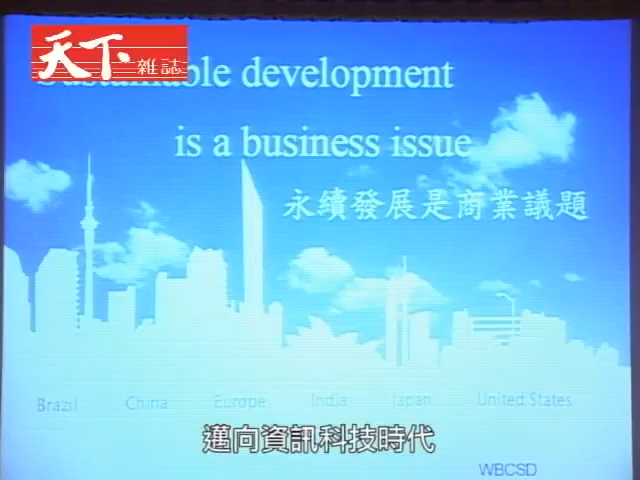 天下雜誌
Sustainable development
is a business issue
永續發展是商業議題
Brazil China Europe India Japan United States
邁向資訊科技時代
WBCSD